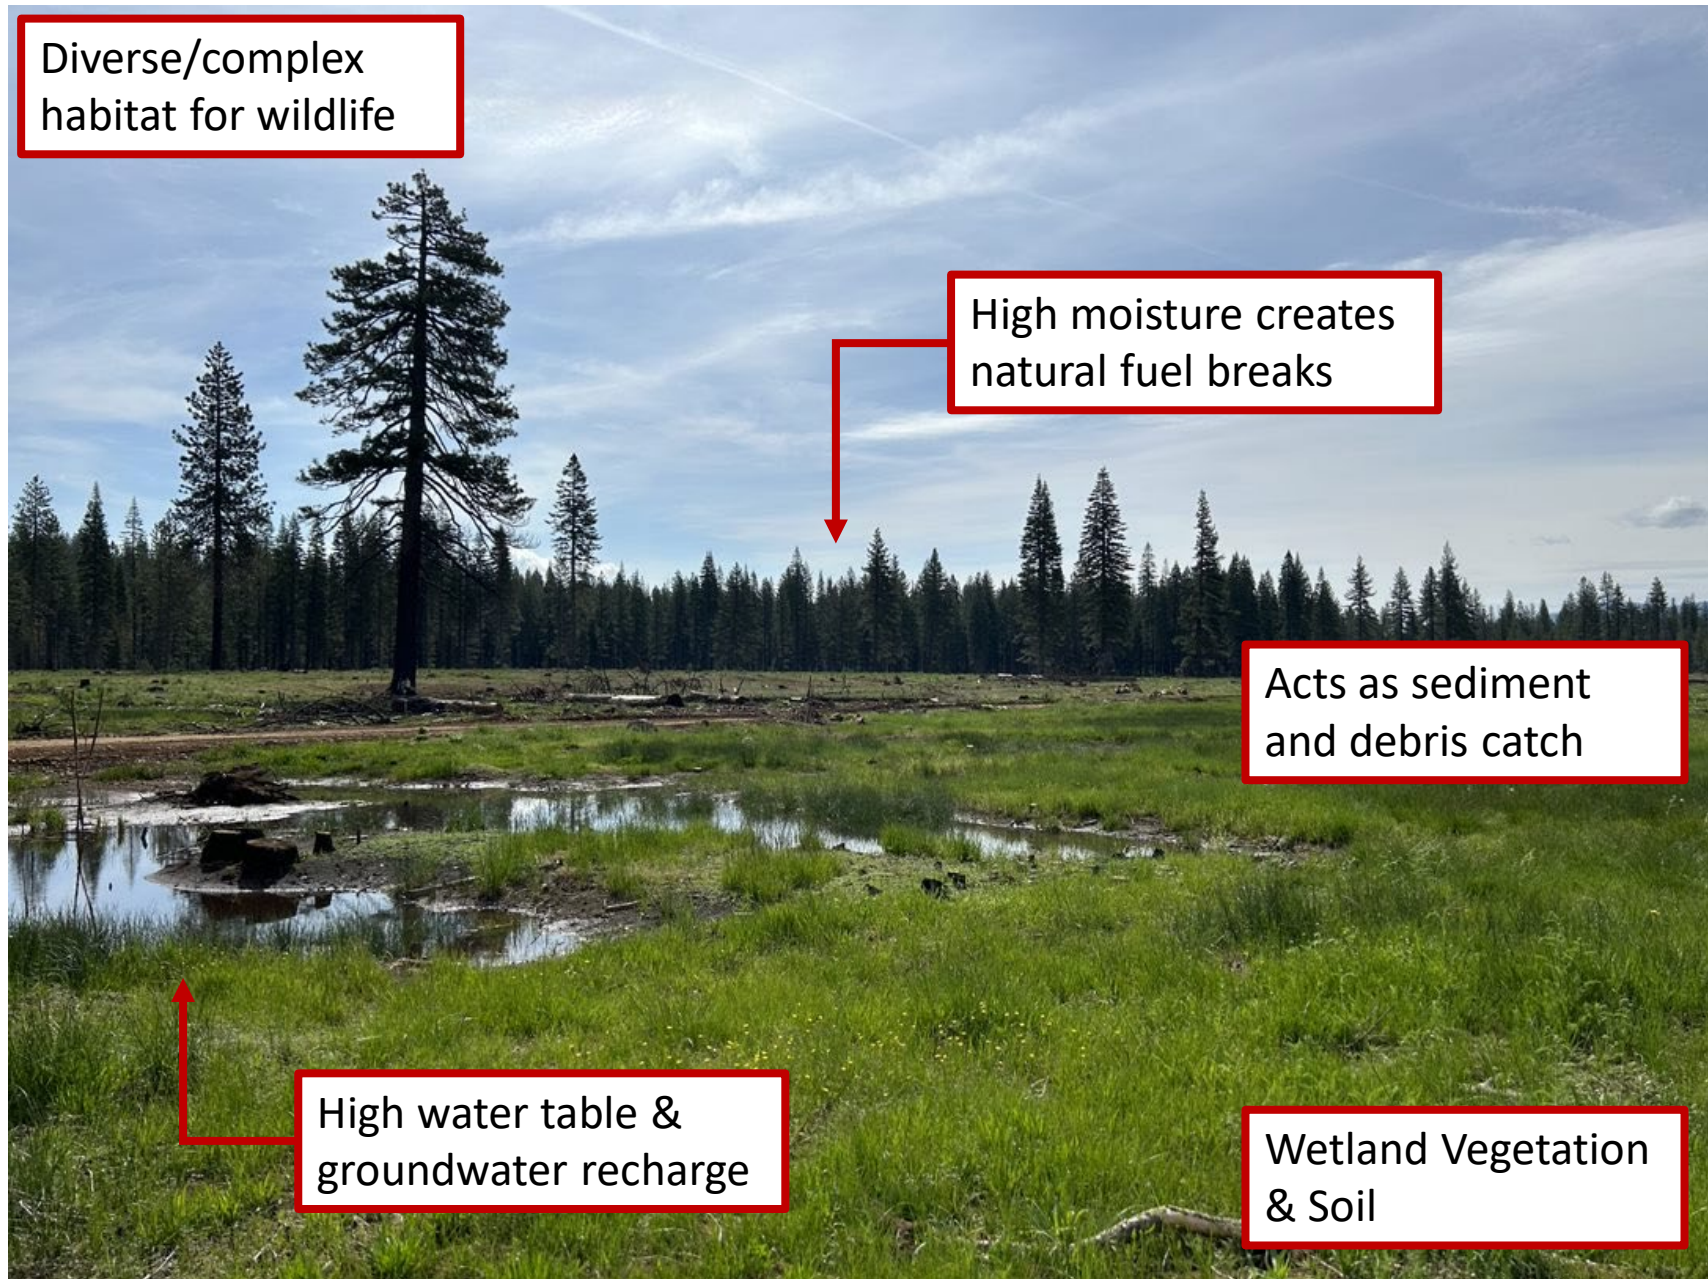 Diverse/complex
habitat for wildlife
High moisture creates
natural fuel breaks
Acts as sediment
and debris catch
High water table &
groundwater recharge
Wetland Vegetation
& Soil